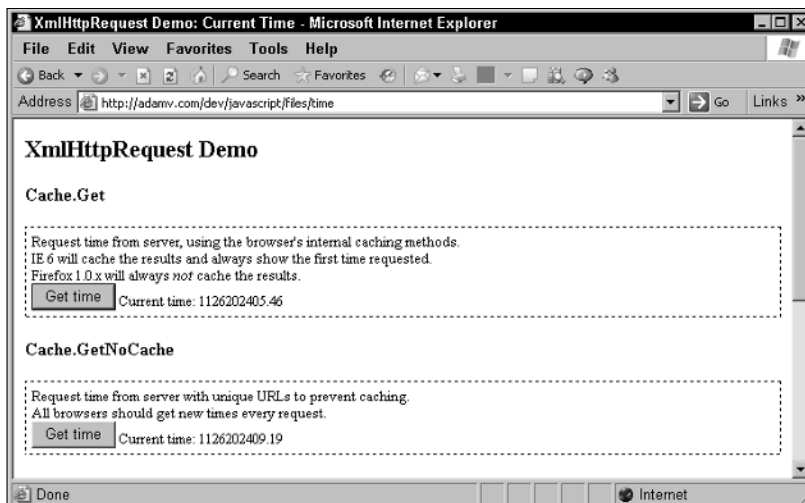 XmlHttpRequest Demo: Current Time - Microsoft Internet Explorer
File Edit View Favorites Tools Help
Back Search Favorites
Address http://adamv.com/dev/javascript/files/time Go Links »
XmlHttpRequest Demo
Cache.Get
Request time from server, using the browser's internal caching methods.
IE 6 will cache the results and always show the first time requested.
Firefox 1.0.x will always not cache the results.
Get time Current time: 1126202405.46
Cache.GetNoCache
Request time from server with unique URLs to prevent caching.
All browsers should get new times every request.
Get time Current time: 1126202409.19
Done Internet